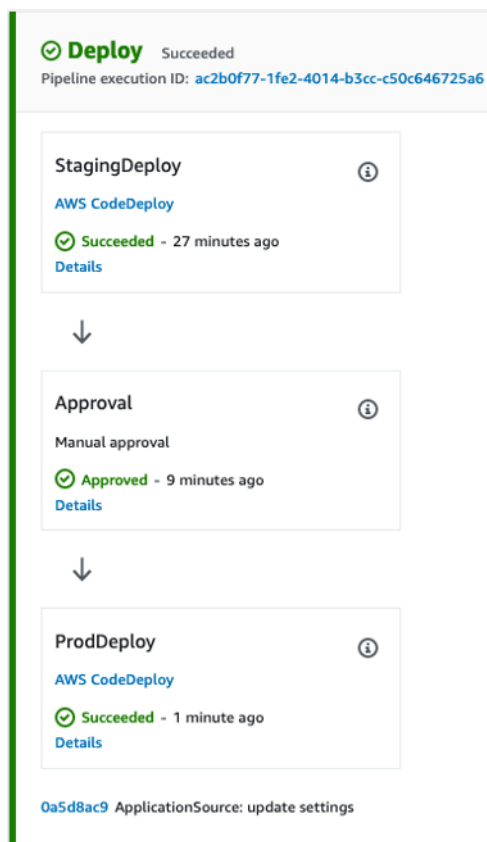 Deploy Succeeded
Pipeline execution ID: ac2b0f77-1fe2-4014-b3cc-c50c646725a6
StagingDeploy
AWS CodeDeploy
Succeeded - 27 minutes ago
Details
Approval
Manual approval
Approved - 9 minutes ago
Details
ProdDeploy
AWS CodeDeploy
Succeeded - 1 minute ago
Details
0a5d8ac9 ApplicationSource: update settings